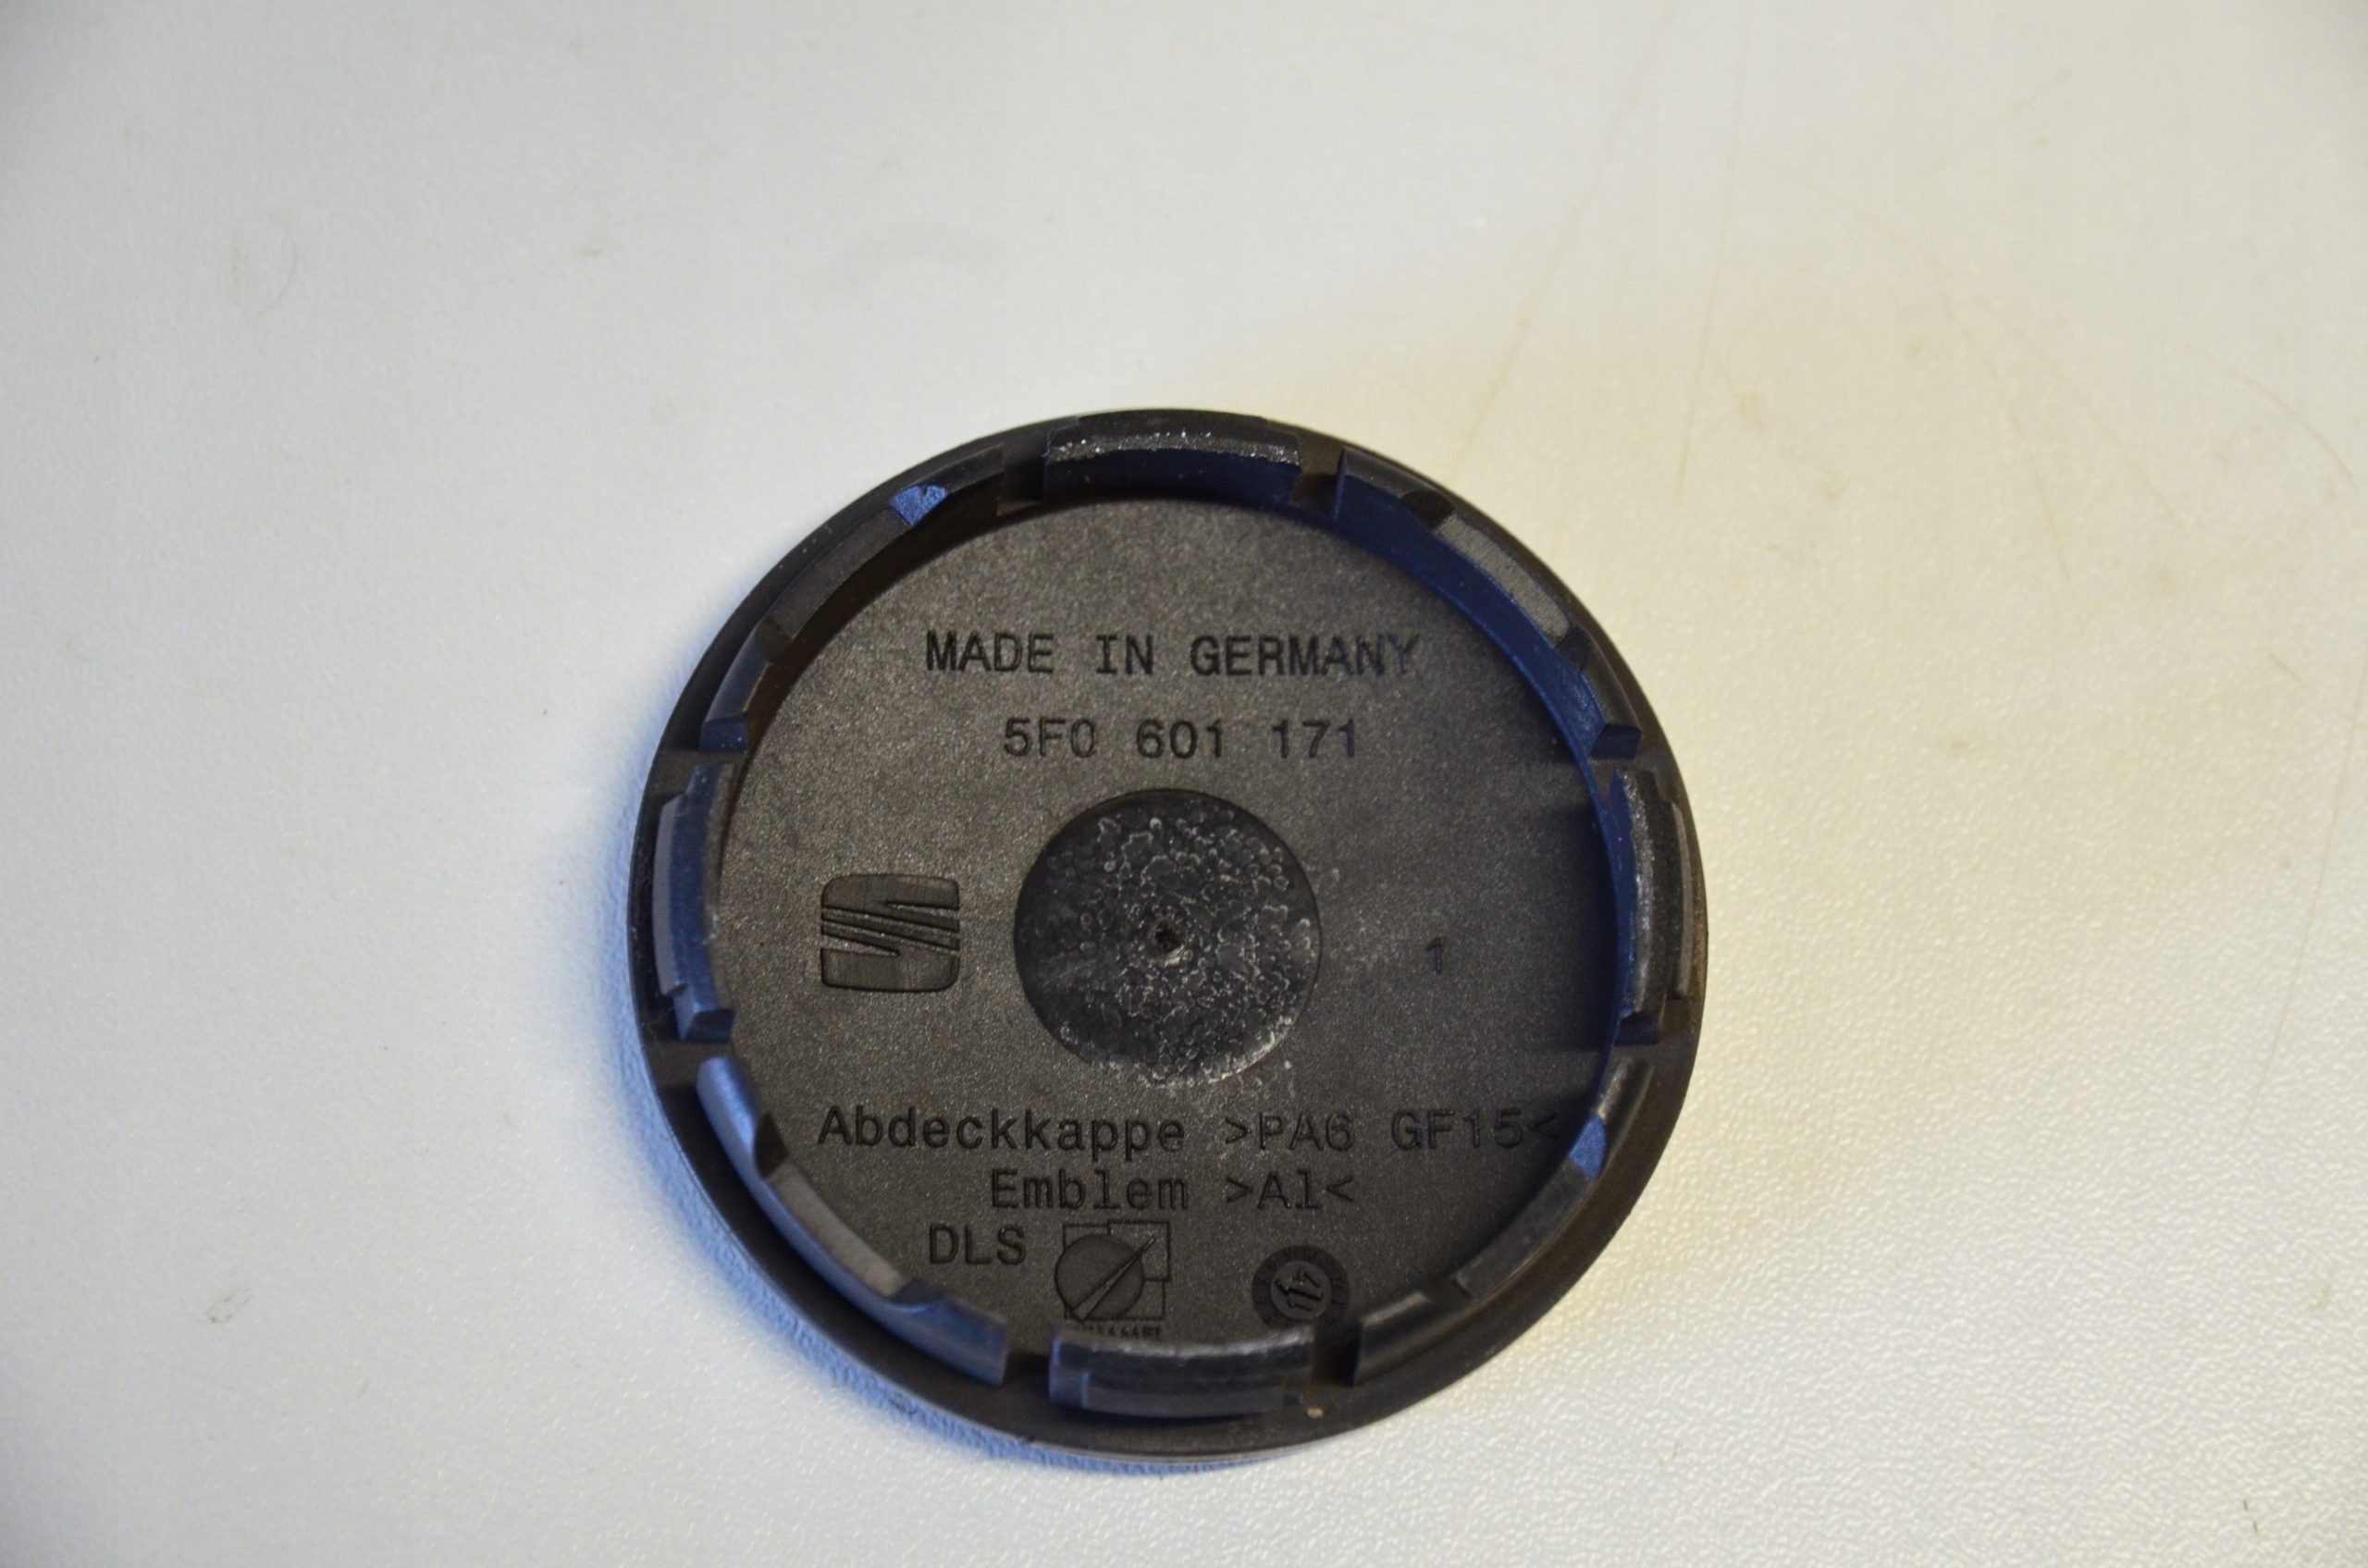 MADE IN GERMANY
5F0 601 171
1
Abdeckkappe >PA6 GF15<
Emblem >Al<
DLS